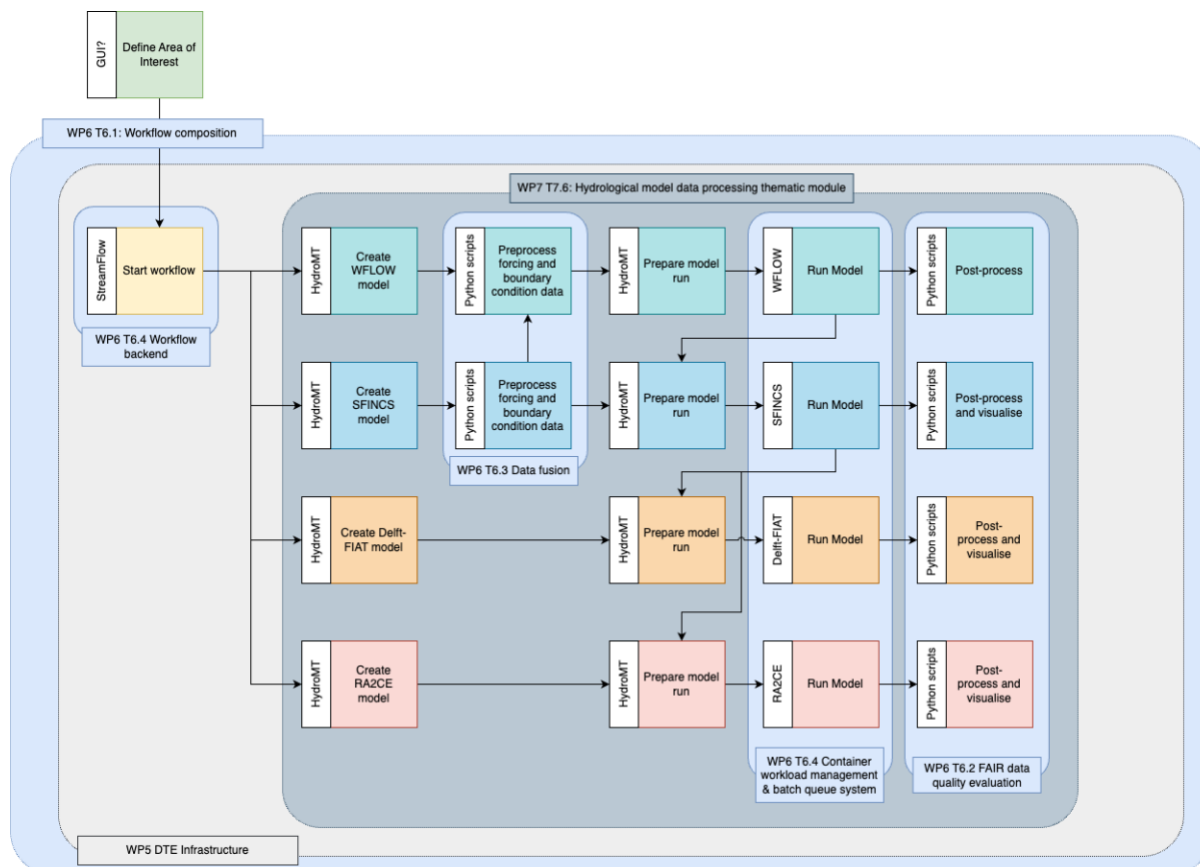 GUI?
Define Area of
Interest
WP6 T6.1: Workflow composition
WP7 T7.6: Hydrological model data processing thematic module
StreamFlow
Start workflow
WP6 T6.4 Workflow
backend
HydroMT
Create
WFLOW
model
Python scripts
Preprocess
forcing and
boundary
condition data
HydroMT
Prepare model
run
WFLOW
Run Model
Python scripts
Post-process
HydroMT
Create
SFINCS
model
Python scripts
Preprocess
forcing and
boundary
condition data
HydroMT
Prepare model
run
SFINCS
Run Model
Python scripts
Post-process
and visualise
WP6 T6.3 Data fusion
HydroMT
Create Delft-
FIAT model
HydroMT
Prepare model
run
Delft-FIAT
Run Model
Python scripts
Post-
process and
visualise
HydroMT
Create
RA2CE
model
HydroMT
Prepare model
run
RA2CE
Run Model
Python scripts
Post-
process and
visualise
WP6 T6.4 Container
workload management
& batch queue system
WP6 T6.2 FAIR data
quality evaluation
WP5 DTE Infrastructure